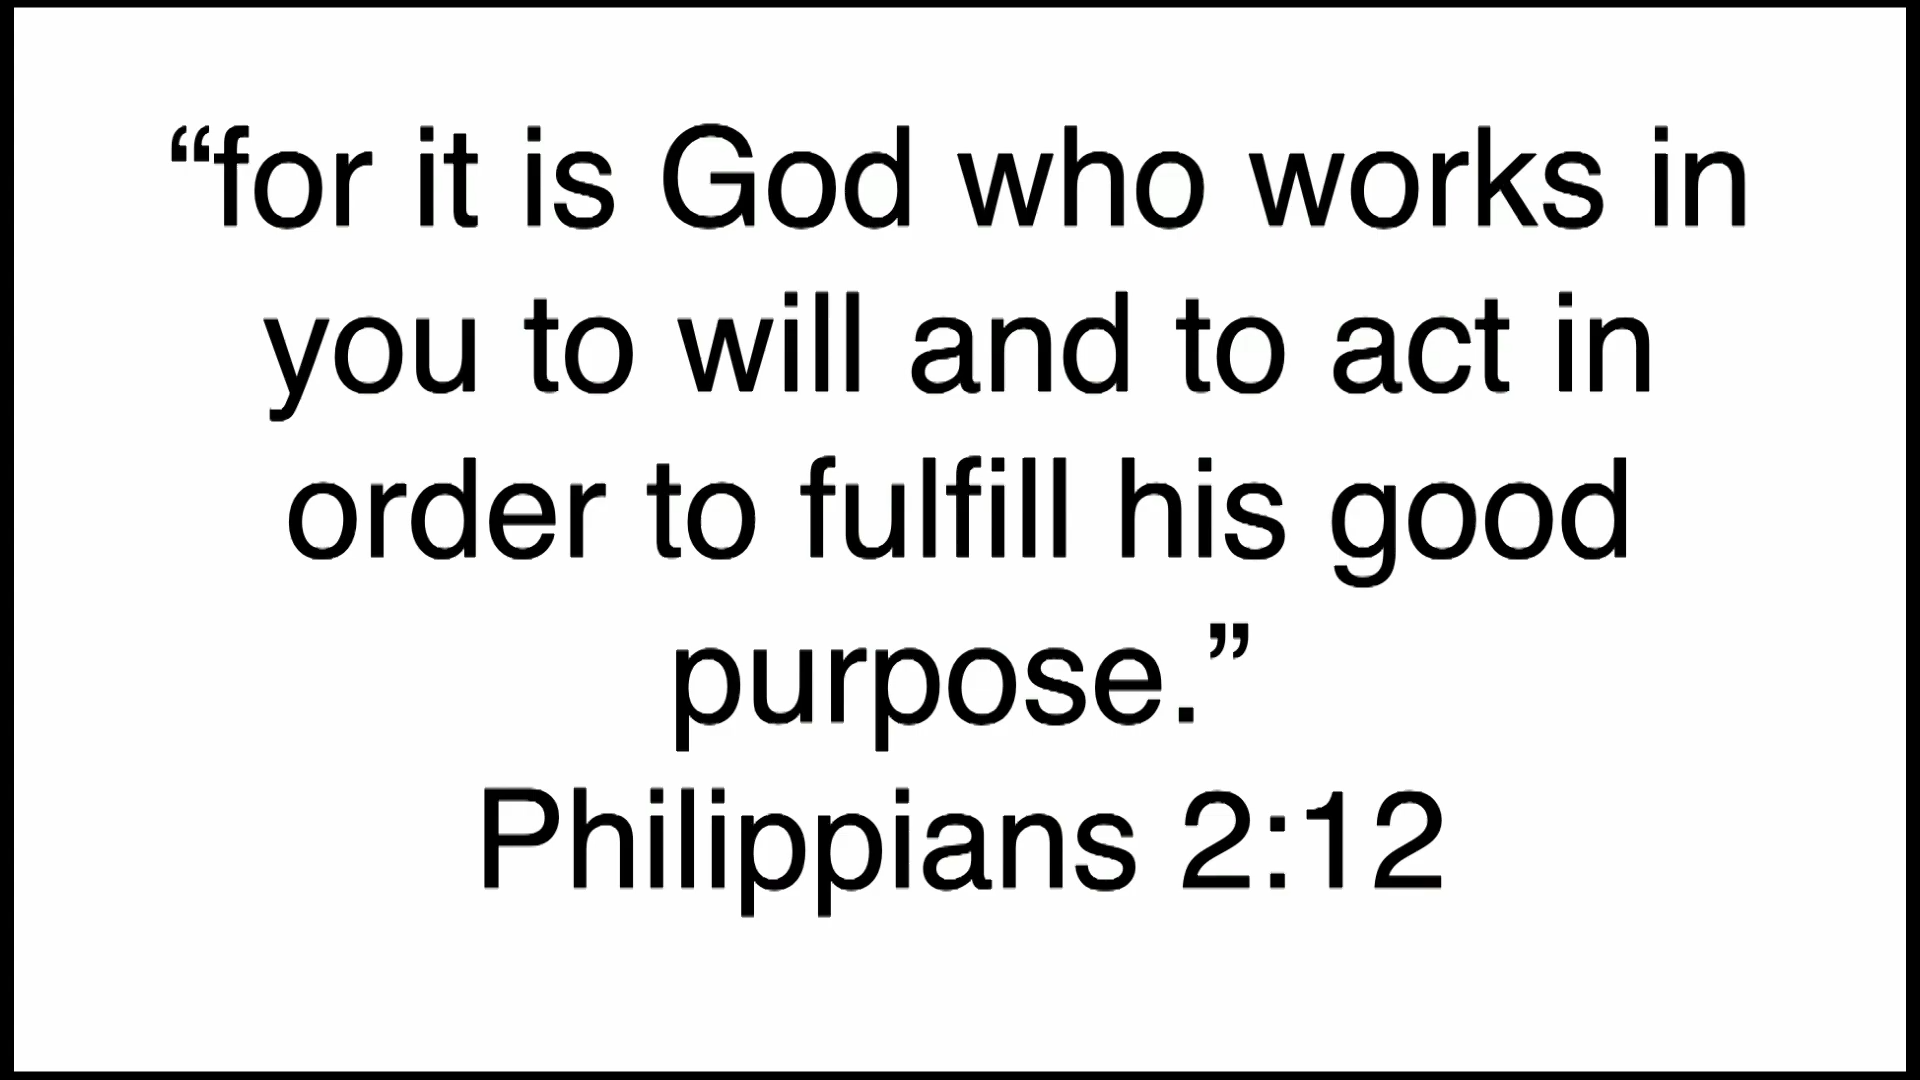 “for it is God who works in
you to will and to act in
order to fulfill his good
purpose.”
Philippians 2:12